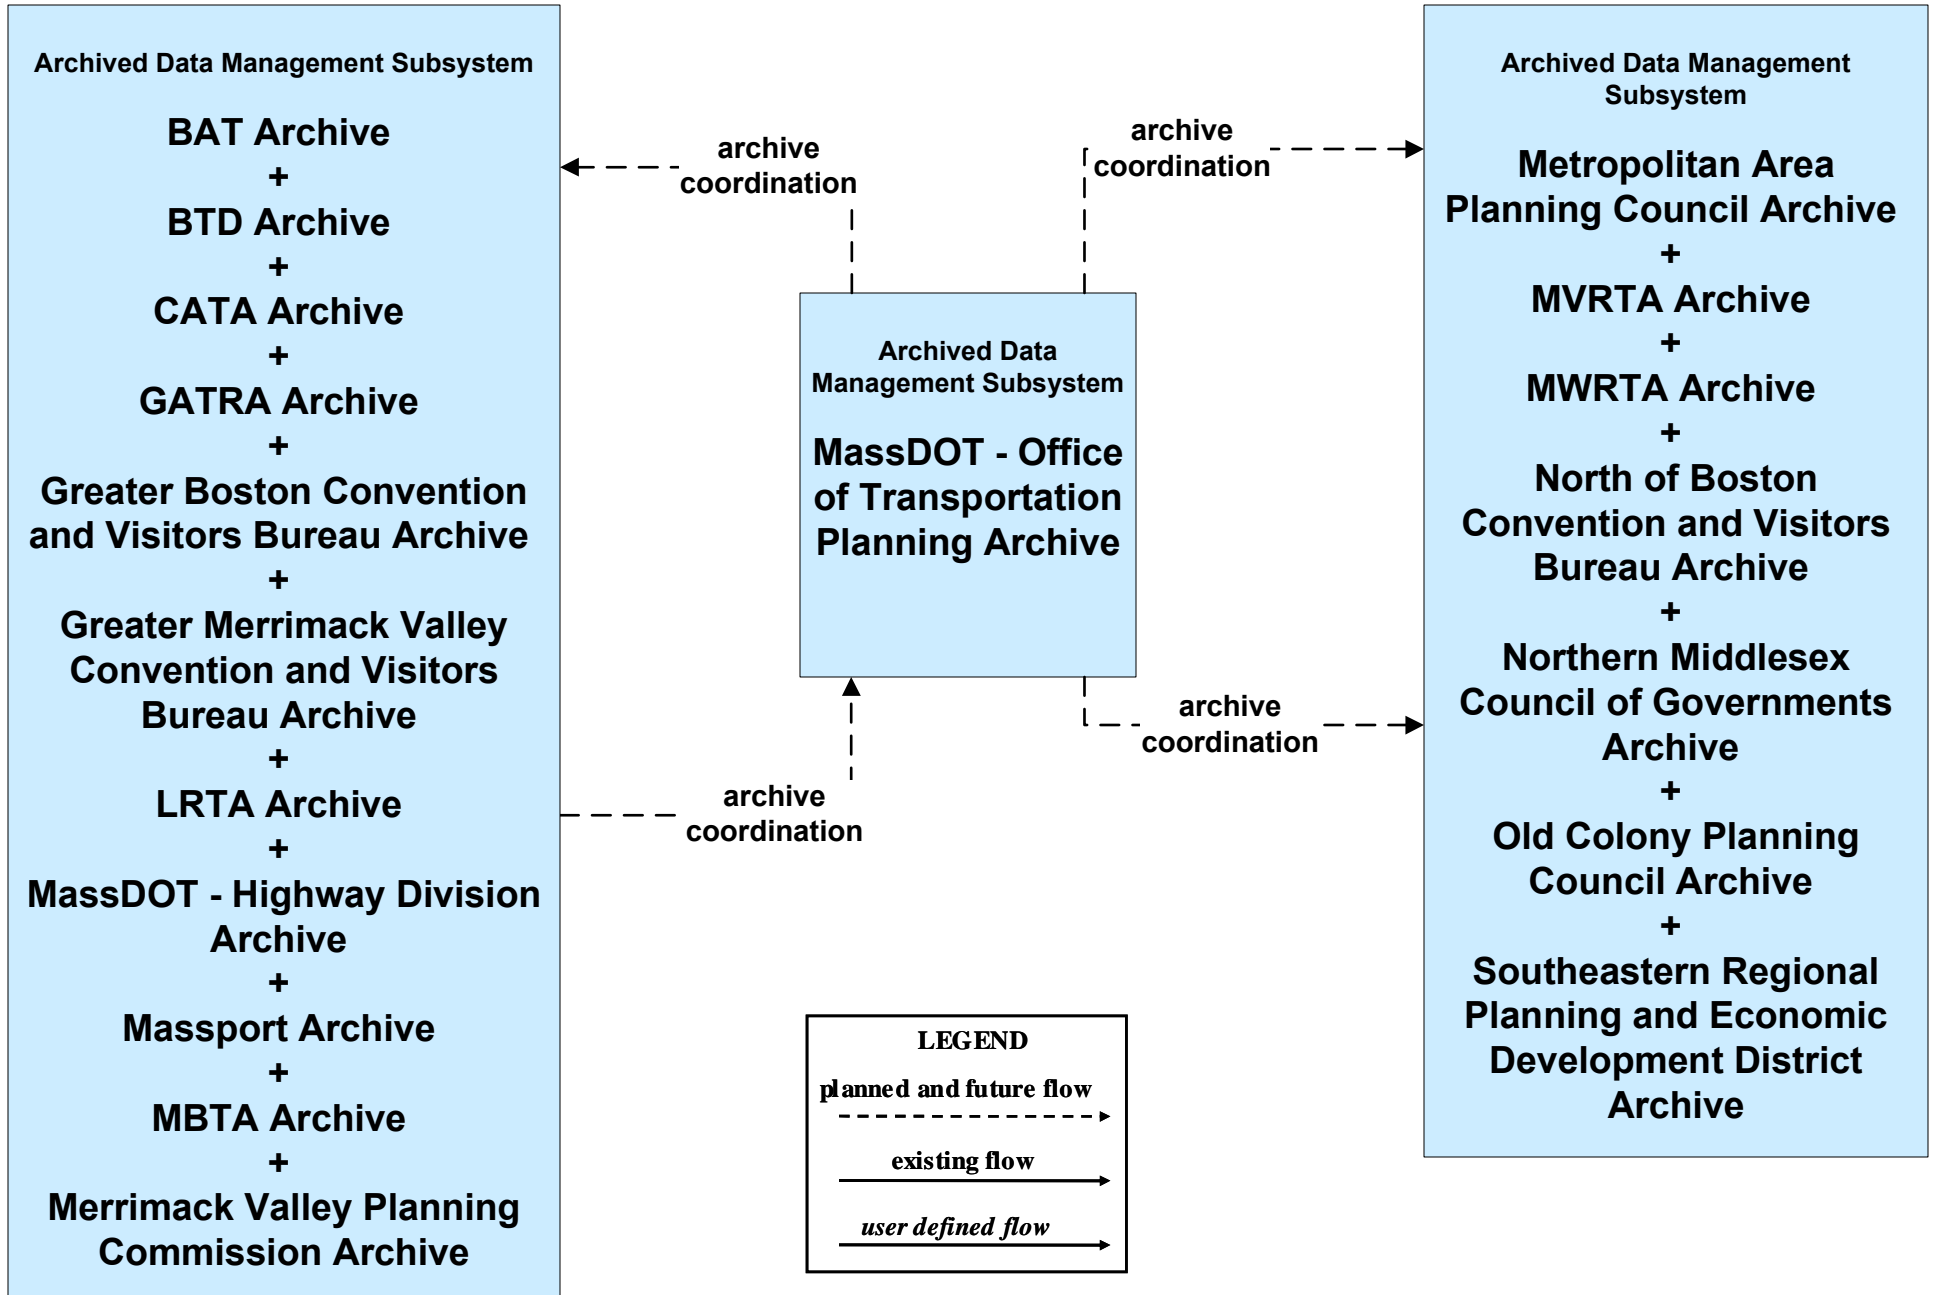 Archived Data Management Subsystem
BAT Archive
+
BTD Archive
+
CATA Archive
+
GATRA Archive
+
Greater Boston Convention
and Visitors Bureau Archive
+
Greater Merrimack Valley
Convention and Visitors
Bureau Archive
+
LRTA Archive
+
MassDOT - Highway Division
Archive
+
Massport Archive
+
MBTA Archive
+
Merrimack Valley Planning
Commission Archive
archive
coordination
archive
coordination
Archived Data
Management Subsystem
MassDOT - Office
of Transportation
Planning Archive
archive
coordination
archive
coordination
LEGEND
planned and future flow
existing flow
user defined flow
Archived Data Management
Subsystem
Metropolitan Area
Planning Council Archive
+
MVRTA Archive
+
MWRTA Archive
+
North of Boston
Convention and Visitors
Bureau Archive
+
Northern Middlesex
Council of Governments
Archive
+
Old Colony Planning
Council Archive
+
Southeastern Regional
Planning and Economic
Development District
Archive